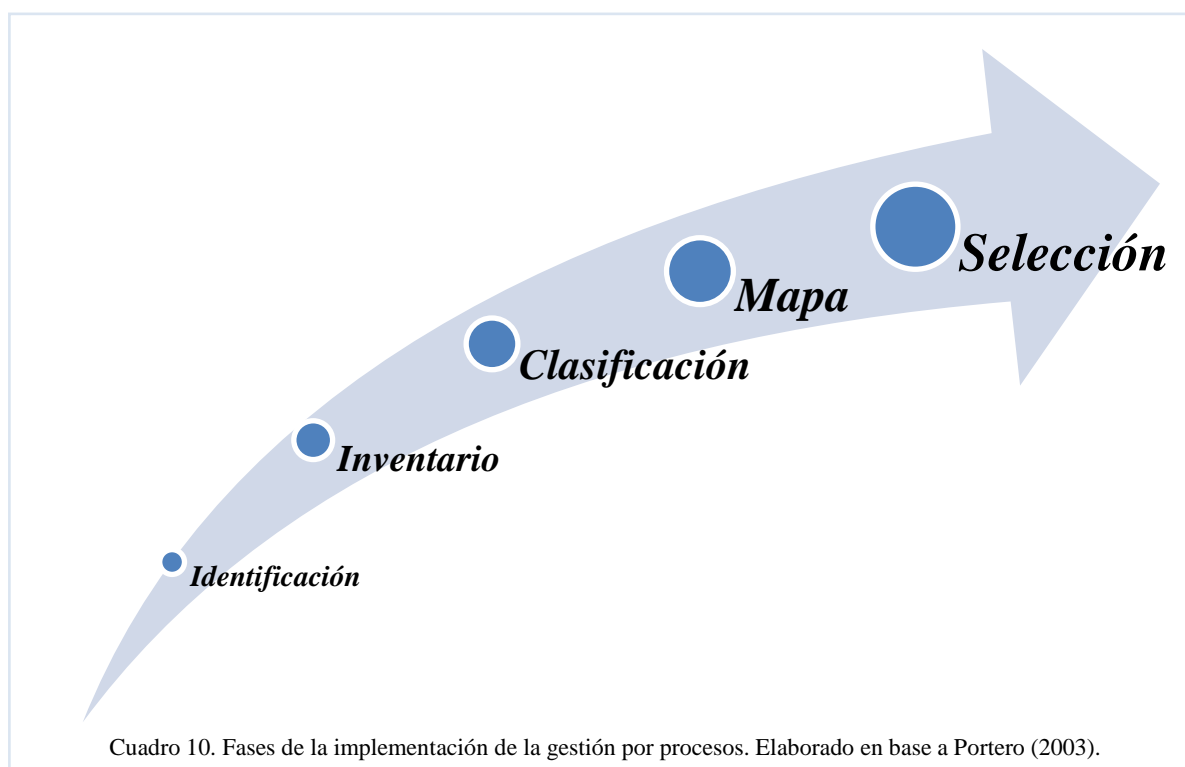 Selección
Mapa
Clasificación
Inventario
Identificación
Cuadro 10. Fases de la implementación de la gestión por procesos. Elaborado en base a Portero (2003).